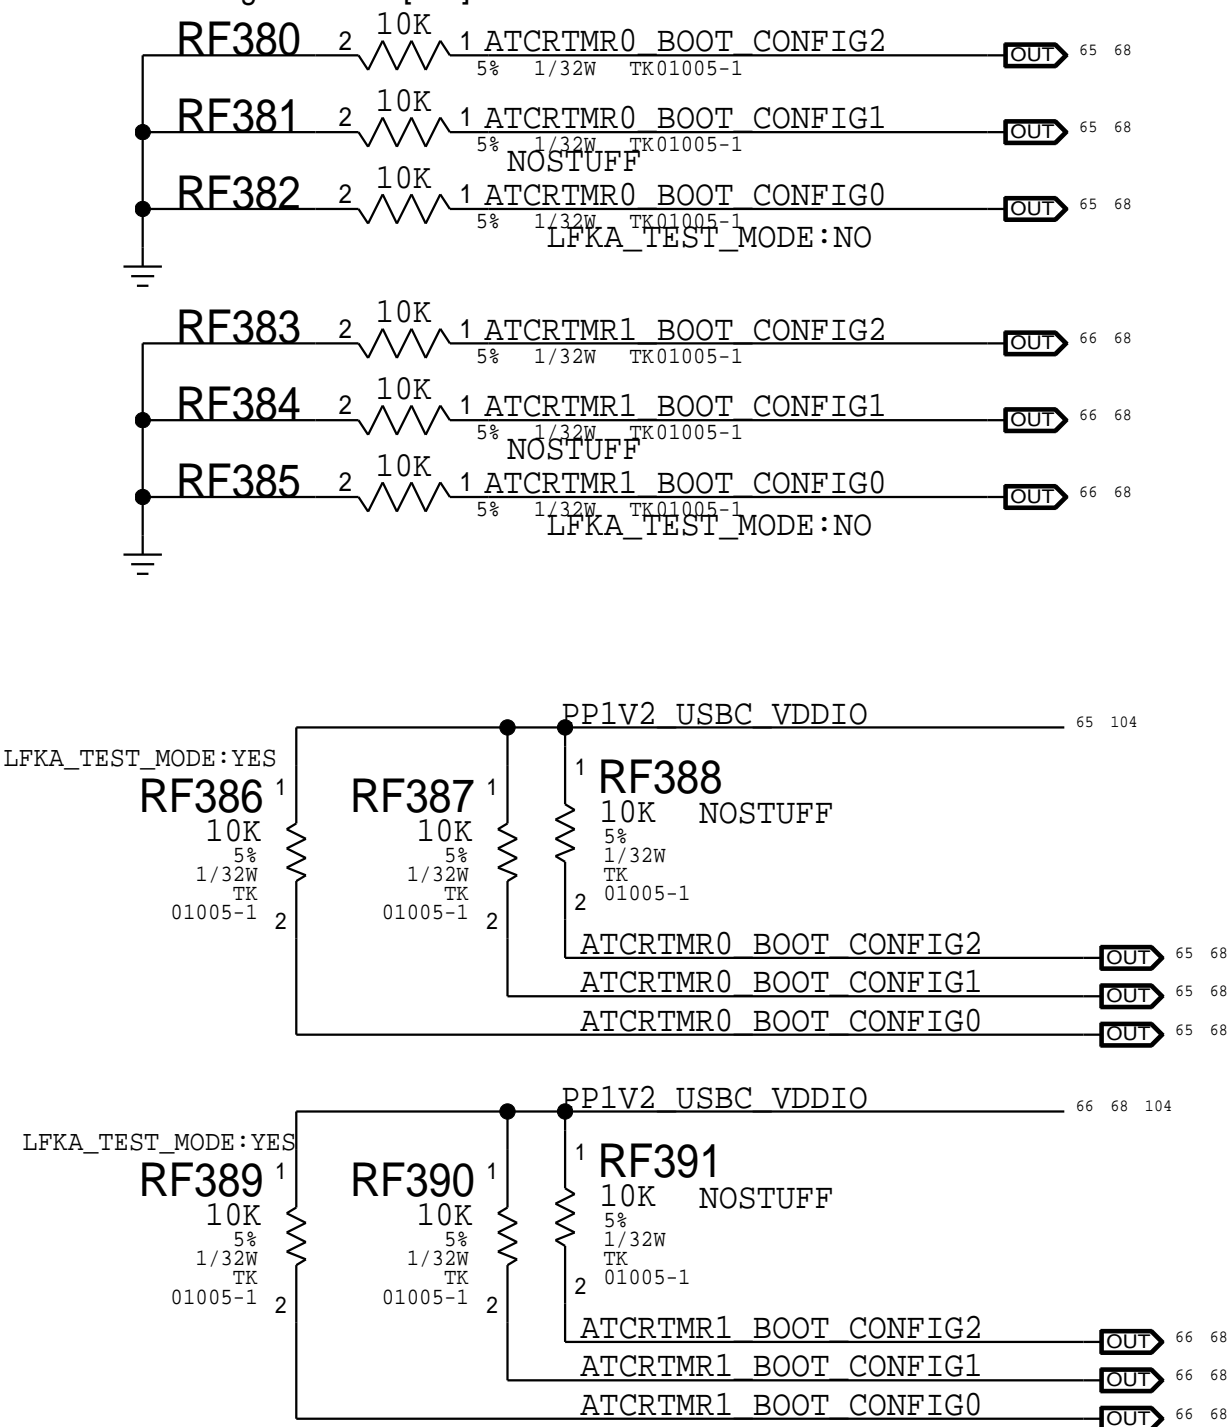 RF380 2 10K 1 ATCRTMR0_BOOT_CONFIG2 OUT 65 68
5% 1/32W TK01005-1
RF381 2 10K 1 ATCRTMR0_BOOT_CONFIG1 OUT 65 68
5% 1/32W TK01005-1
NOSTUFF
RF382 2 10K 1 ATCRTMR0_BOOT_CONFIG0 OUT 65 68
5% 1/32W TK01005-1
LFKA_TEST_MODE:NO
RF383 2 10K 1 ATCRTMR1_BOOT_CONFIG2 OUT 66 68
5% 1/32W TK01005-1
RF384 2 10K 1 ATCRTMR1_BOOT_CONFIG1 OUT 66 68
5% 1/32W TK01005-1
NOSTUFF
RF385 2 10K 1 ATCRTMR1_BOOT_CONFIG0 OUT 66 68
5% 1/32W TK01005-1
LFKA_TEST_MODE:NO
PP1V2_USBC_VDDIO 65 104
LFKA_TEST_MODE:YES
RF386 1
10K
5%
1/32W
TK
01005-1 2
RF387 1
10K
5%
1/32W
TK
01005-1 2
1 RF388
10K NOSTUFF
5%
1/32W
TK
2 01005-1
ATCRTMR0_BOOT_CONFIG2 OUT 65 68
ATCRTMR0_BOOT_CONFIG1 OUT 65 68
ATCRTMR0_BOOT_CONFIG0 OUT 65 68
PP1V2_USBC_VDDIO 66 68 104
LFKA_TEST_MODE:YES
RF389 1
10K
5%
1/32W
TK
01005-1 2
RF390 1
10K
5%
1/32W
TK
01005-1 2
1 RF391
10K NOSTUFF
5%
1/32W
TK
2 01005-1
ATCRTMR1_BOOT_CONFIG2 OUT 66 68
ATCRTMR1_BOOT_CONFIG1 OUT 66 68
ATCRTMR1_BOOT_CONFIG0 OUT 66 68